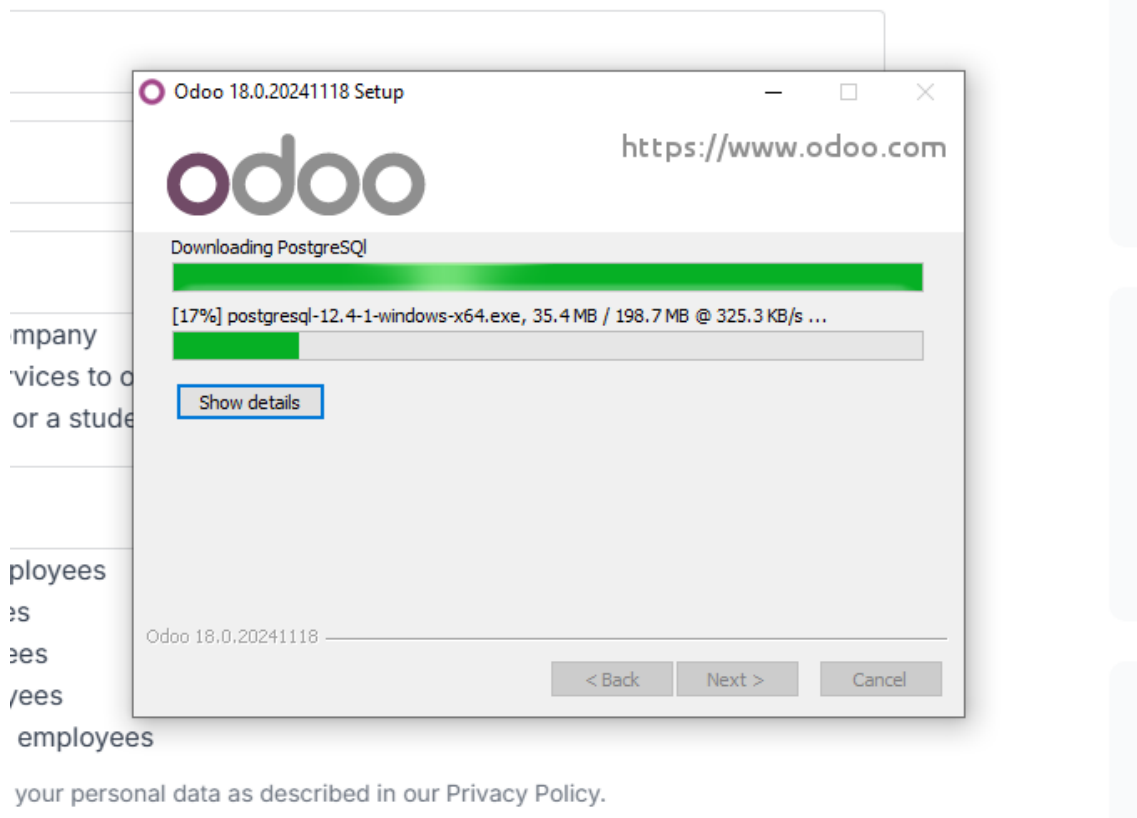 Odoo 18.0.20241118 Setup
odoo
https://www.odoo.com
Downloading PostgreSQl
[17%] postgresql-12.4-1-windows-x64.exe, 35.4 MB / 198.7 MB @ 325.3 KB/s ...
mpany
vices to o
or a stude
Show details
ployees
es
ees
yees
employees
Odoo 18.0.20241118
< Back
Next >
Cancel
your personal data as described in our Privacy Policy.